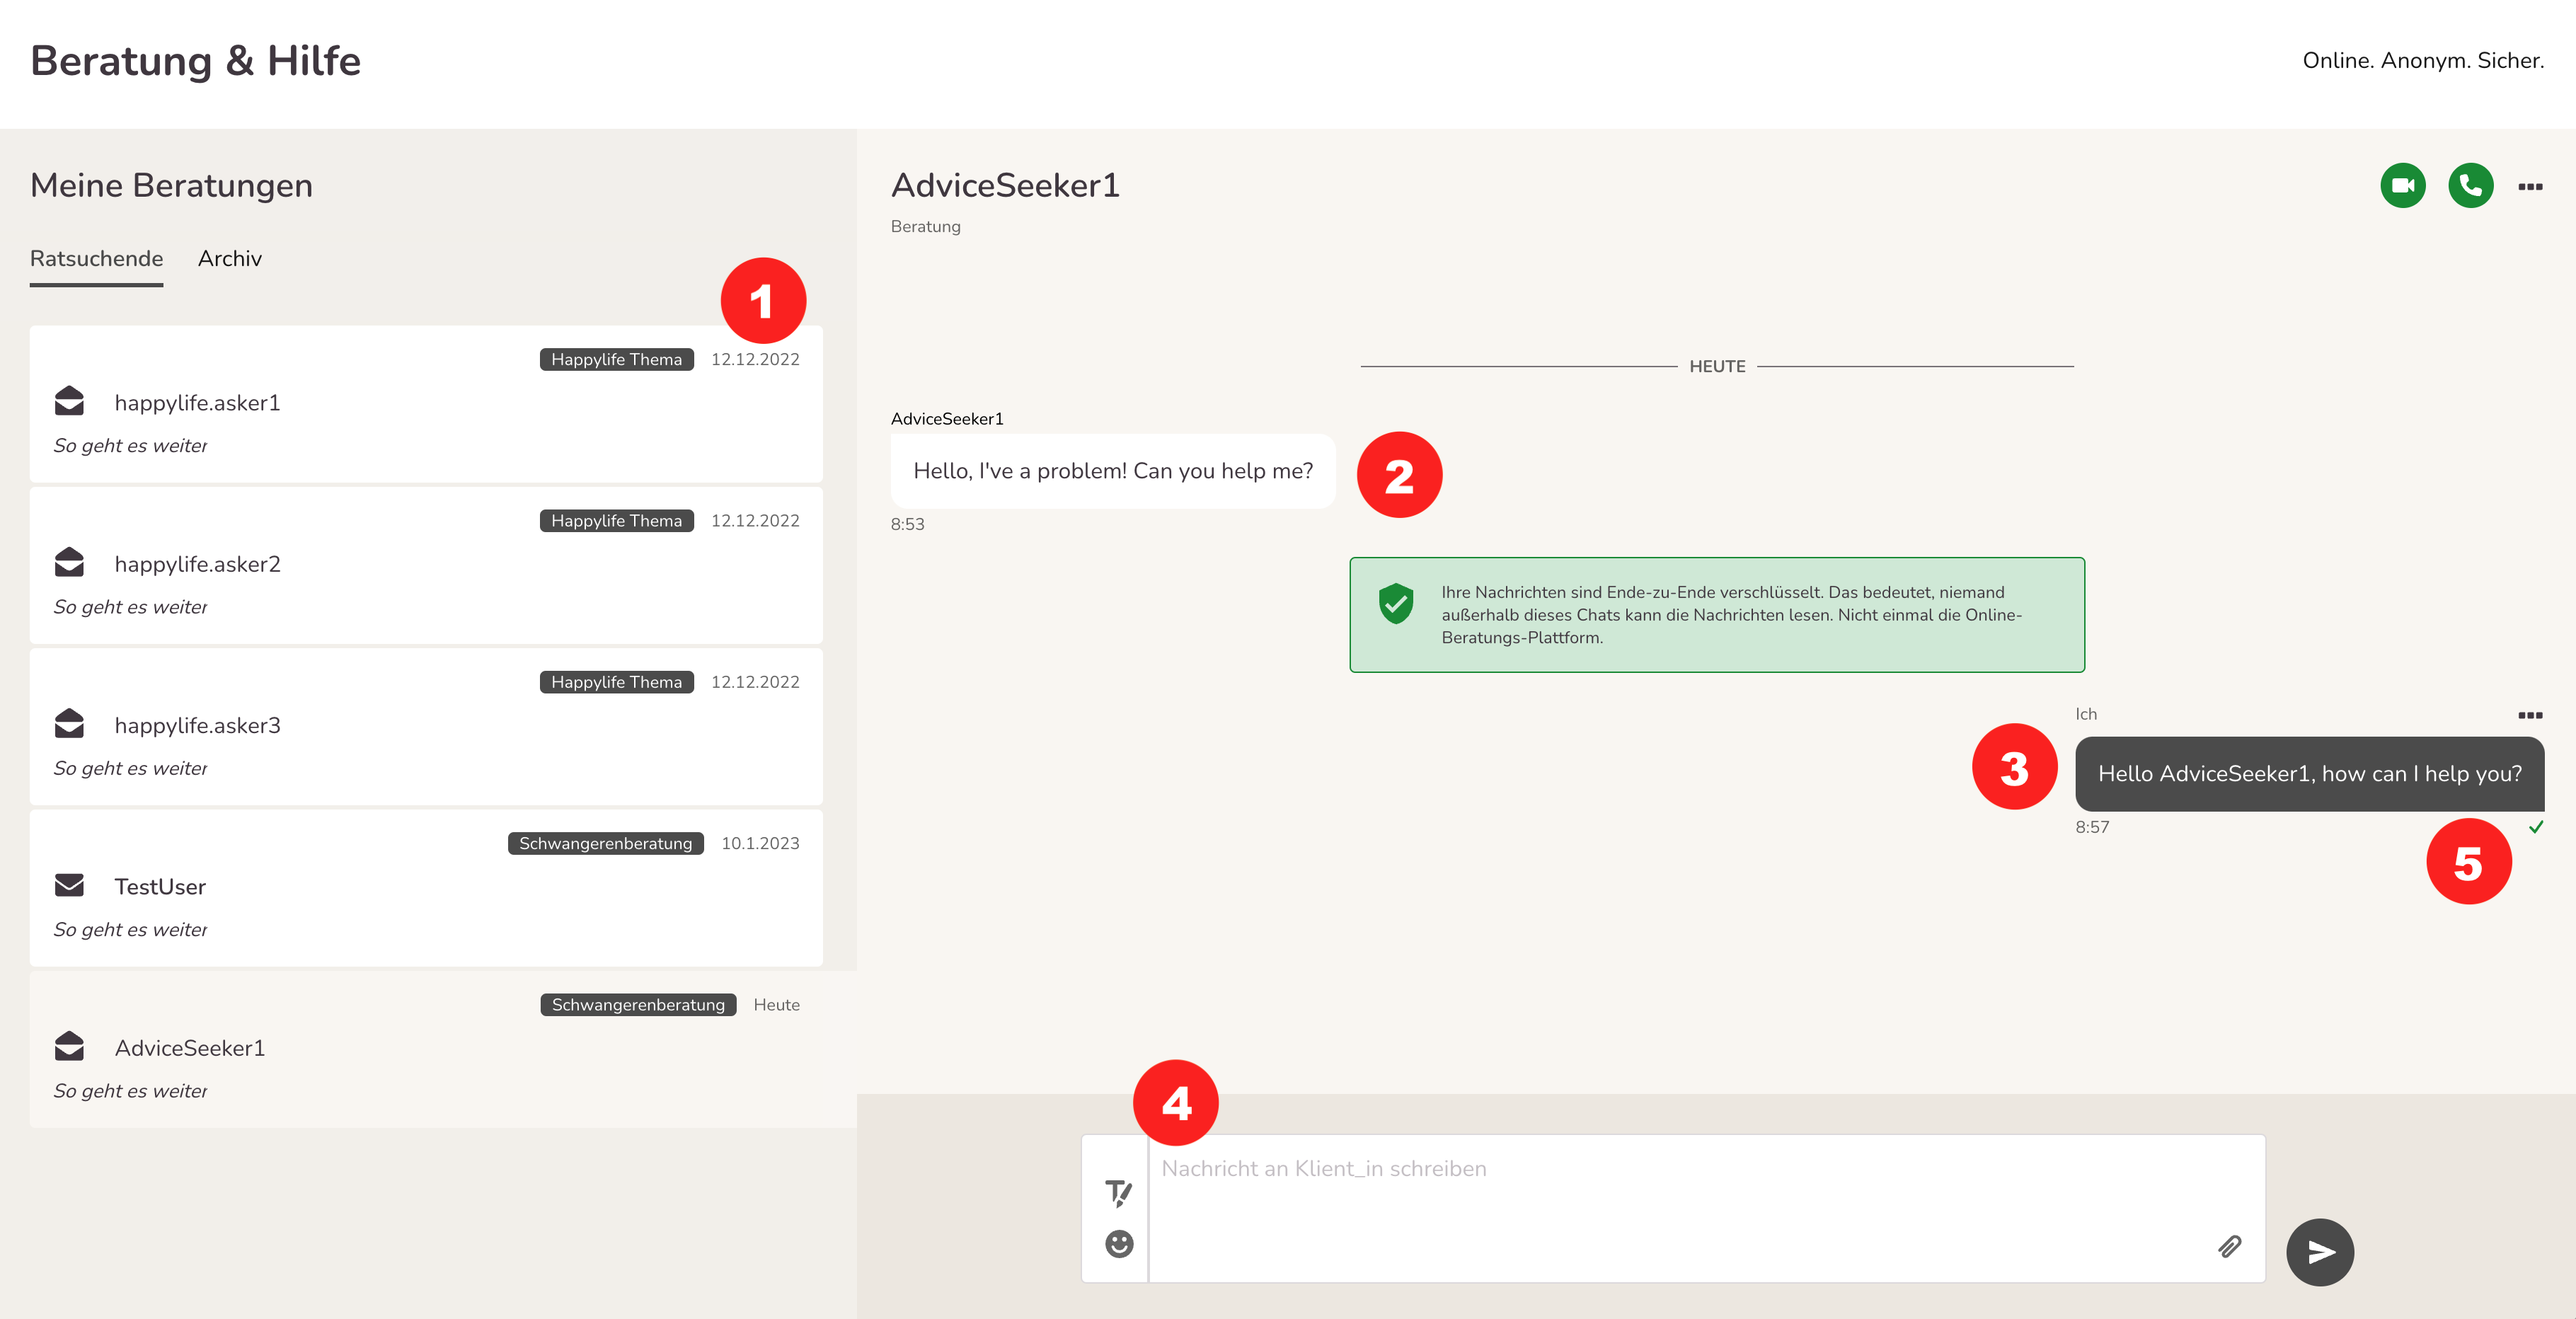 Beratung & Hilfe
Online. Anonym. Sicher.
Meine Beratungen
Ratsuchende
Archiv
1
Happylife Thema
12.12.2022
happylife.asker1
So geht es weiter
Happylife Thema
12.12.2022
happylife.asker2
So geht es weiter
Happylife Thema
12.12.2022
happylife.asker3
So geht es weiter
Schwangerenberatung
10.1.2023
TestUser
So geht es weiter
Schwangerenberatung
Heute
AdviceSeeker1
So geht es weiter
AdviceSeeker1
Beratung
HEUTE
AdviceSeeker1
Hello, I've a problem! Can you help me?
2
8:53
Ihre Nachrichten sind Ende-zu-Ende verschlüsselt. Das bedeutet, niemand
außerhalb dieses Chats kann die Nachrichten lesen. Nicht einmal die Online-
Beratungs-Plattform.
Ich
3
Hello AdviceSeeker1, how can I help you?
8:57
5
4
Nachricht an Klient_in schreiben